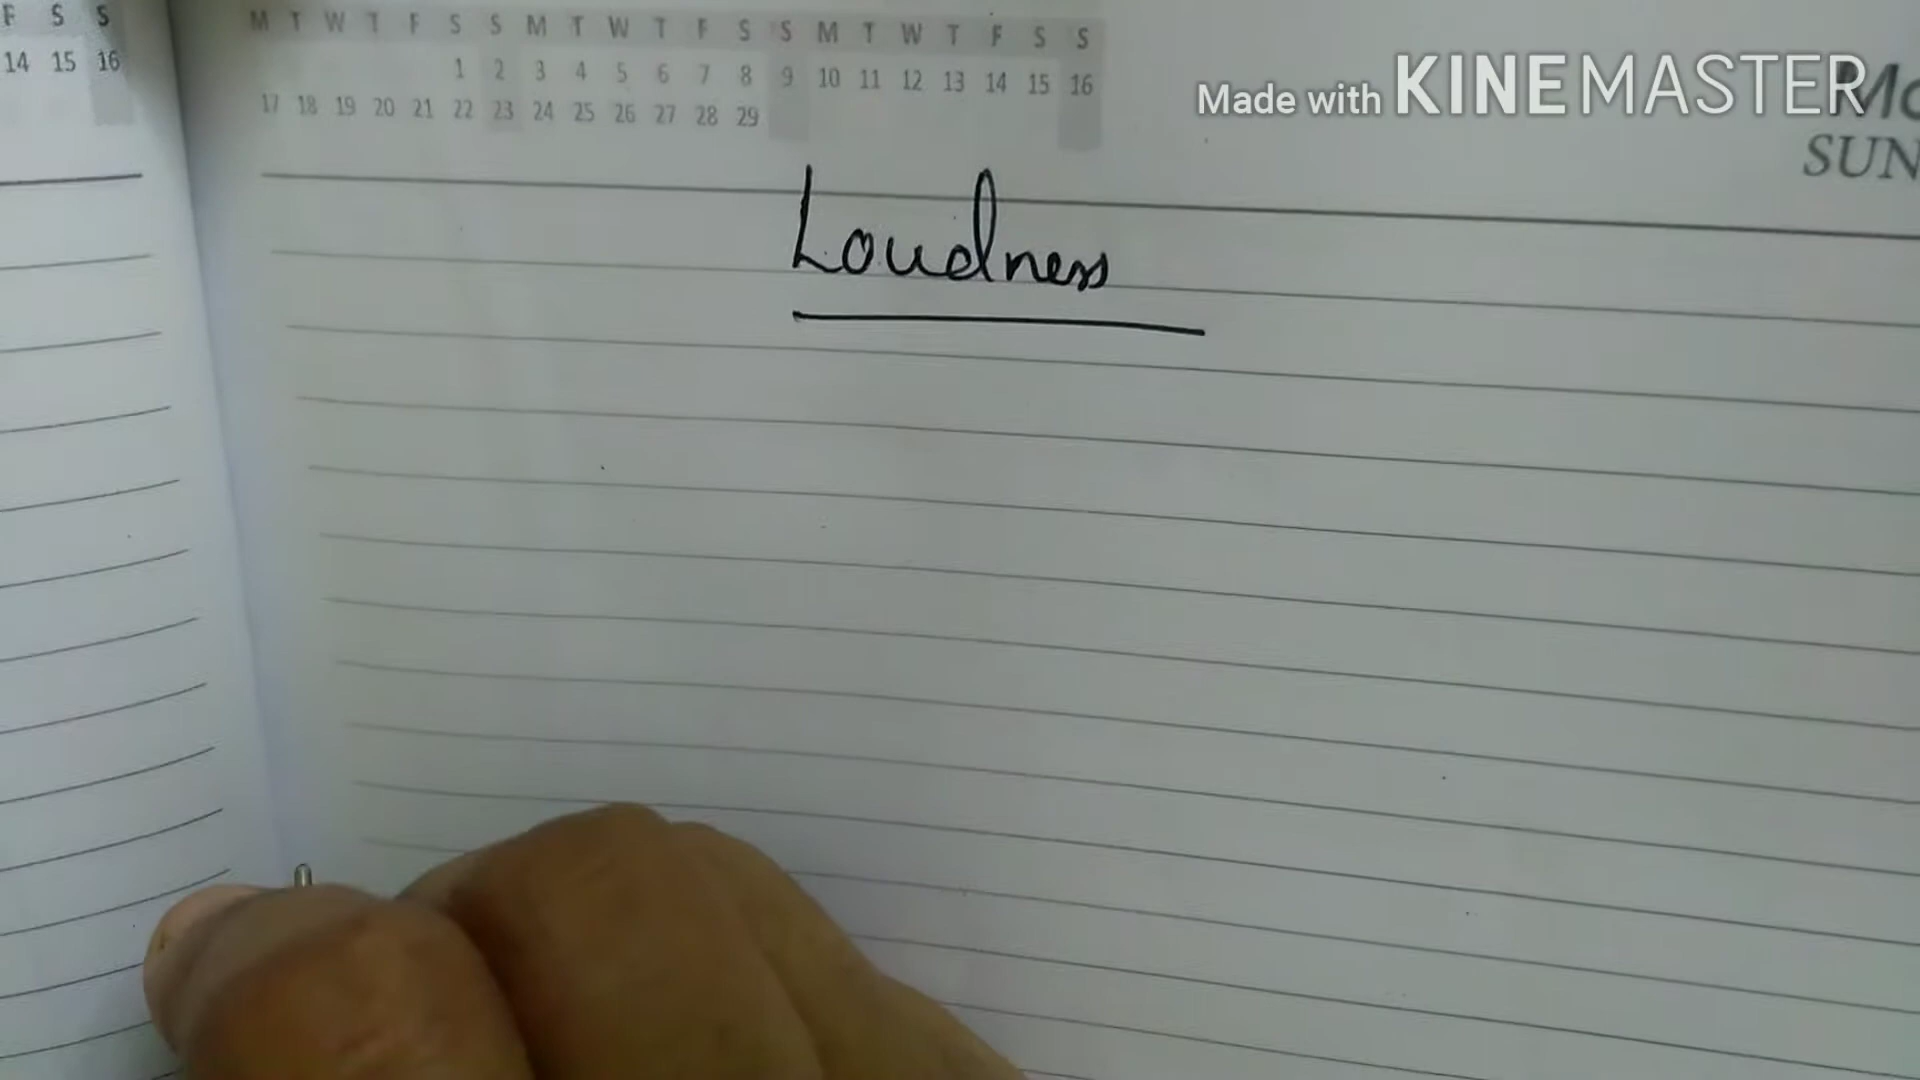 F S S
14 15 16
M T W T F S S M T W T F S S M T W T F S S
1 2 3 4 5 6 7 8 9 10 11 12 13 14 15 16
17 18 19 20 21 22 23 24 25 26 27 28 29
Made with KINEMASTER
SUN
Loudness